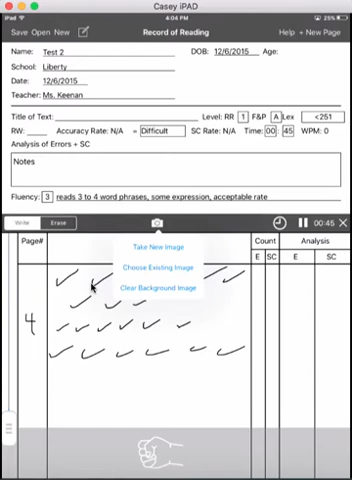 Casey iPAD
iPad 4:04 PM 25%
Save Open New Record of Reading Help + New Page
Name: Test 2 DOB: 12/6/2015 Age:
School: Liberty
Date: 12/6/2015
Teacher: Ms. Keenan
Title of Text: Level: RR 1 F&P A Lex <251
RW: Accuracy Rate: N/A = Difficult SC Rate: N/A Time: 00: 45 WPM: 0
Analysis of Errors + SC
Notes
Fluency: 3 reads 3 to 4 word phrases, some expression, acceptable rate
Write Erase 00:45 X
Page# Count Analysis
E SC E SC
Take New Image
Choose Existing Image
Clear Background Image
4